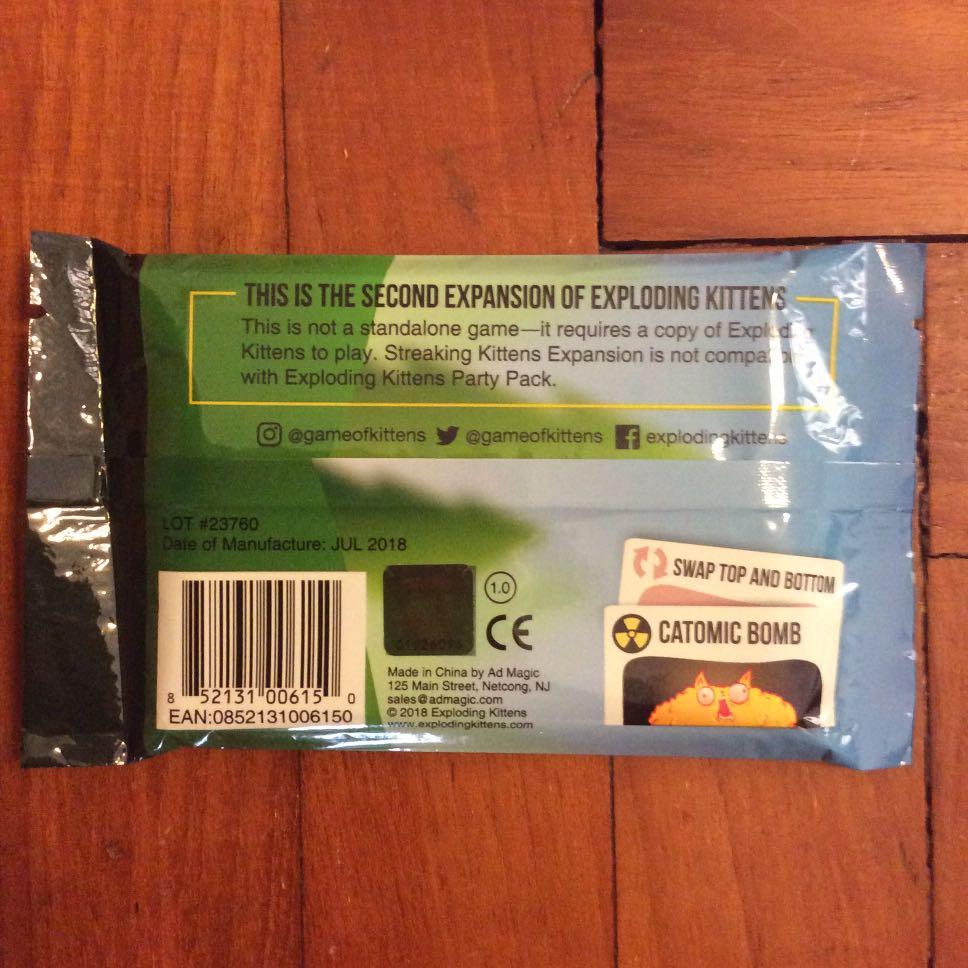 THIS IS THE SECOND EXPANSION OF EXPLODING KITTENS
This is not a standalone game—it requires a copy of Exploding
Kittens to play. Streaking Kittens Expansion is not compatible
with Exploding Kittens Party Pack.
@gameofkittens @gameofkittens explodingkittens
LOT #23760
Date of Manufacture: JUL 2018
SWAP TOP AND BOTTOM
CATOMIC BOMB
1.0
CE
8 52131 00615 0
EAN:0852131006150
Made in China by Ad Magic
125 Main Street, Netcong, NJ
sales@admagic.com
© 2018 Exploding Kittens
www.explodingkittens.com